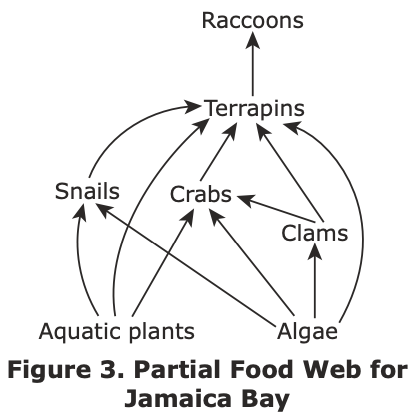 Raccoons
Terrapins
Snails
Crabs
Clams
Aquatic plants
Algae
Figure 3. Partial Food Web for
Jamaica Bay